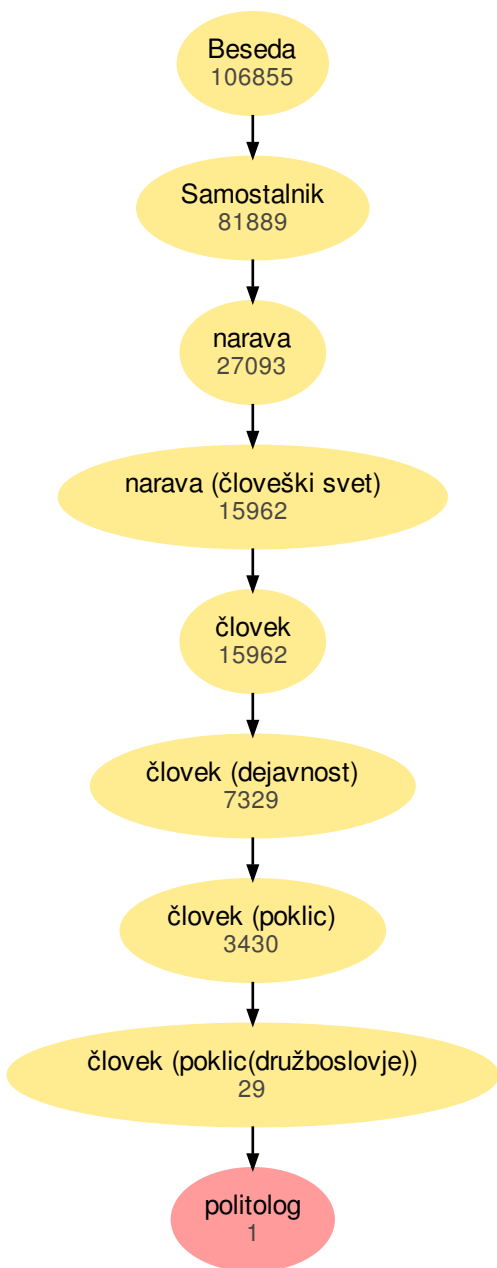 Beseda
106855
Samostalnik
81889
narava
27093
narava (človeški svet)
15962
človek
15962
človek (dejavnost)
7329
človek (poklic)
3430
človek (poklic(družboslovje))
29
politolog
1